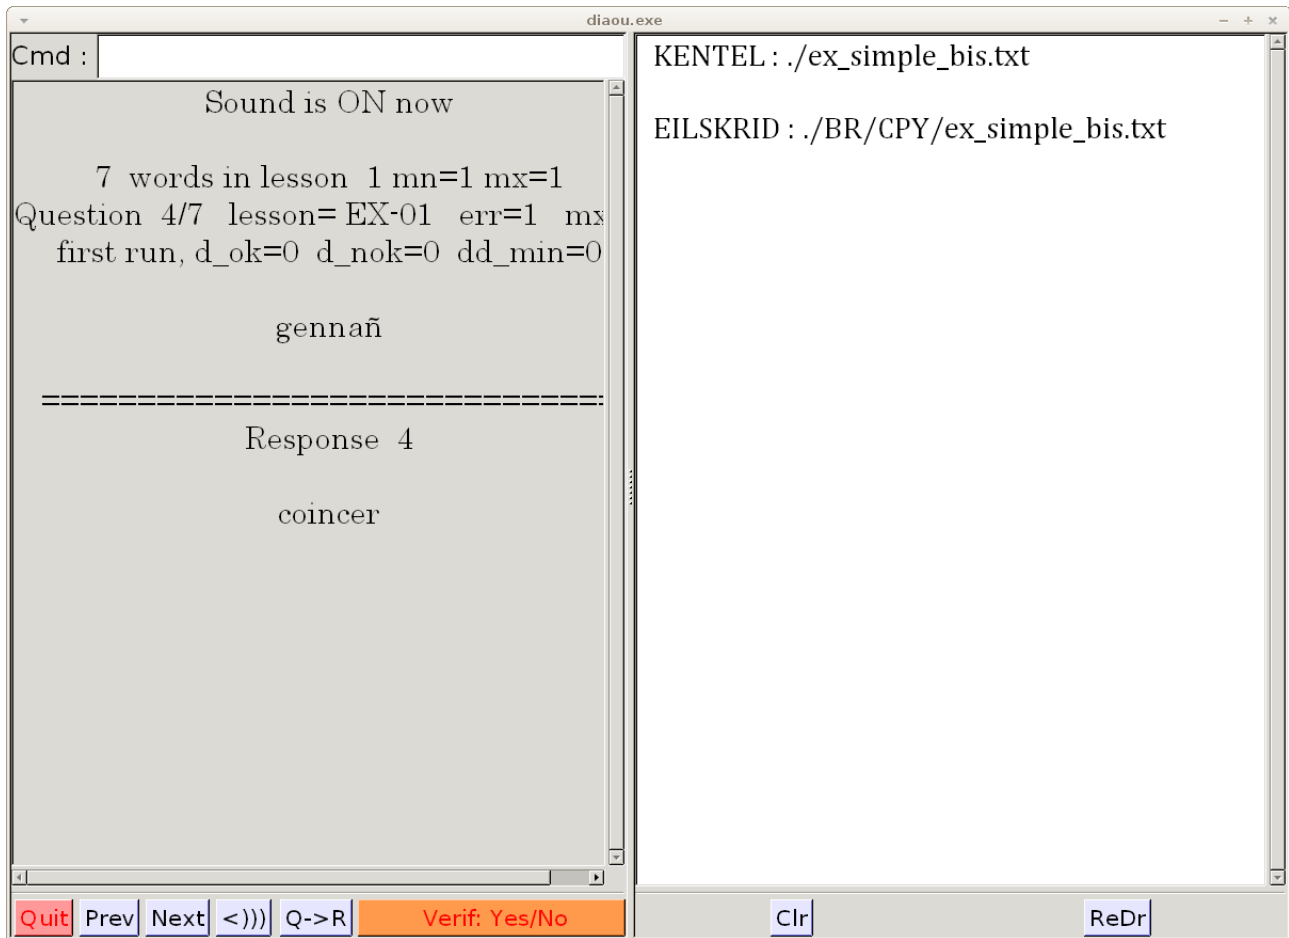 diaou.exe
Cmd :
Sound is ON now
7 words in lesson 1 mn=1 mx=1
Question 4/7 lesson= EX-01 err=1 mx
first run, d_ok=0 d_nok=0 dd_min=0
gennañ
==============================
Response 4
coincer
Quit Prev Next <))) Q->R Verif: Yes/No
KENTEL : ./ex_simple_bis.txt
EILSKRID : ./BR/CPY/ex_simple_bis.txt
Clr ReDr